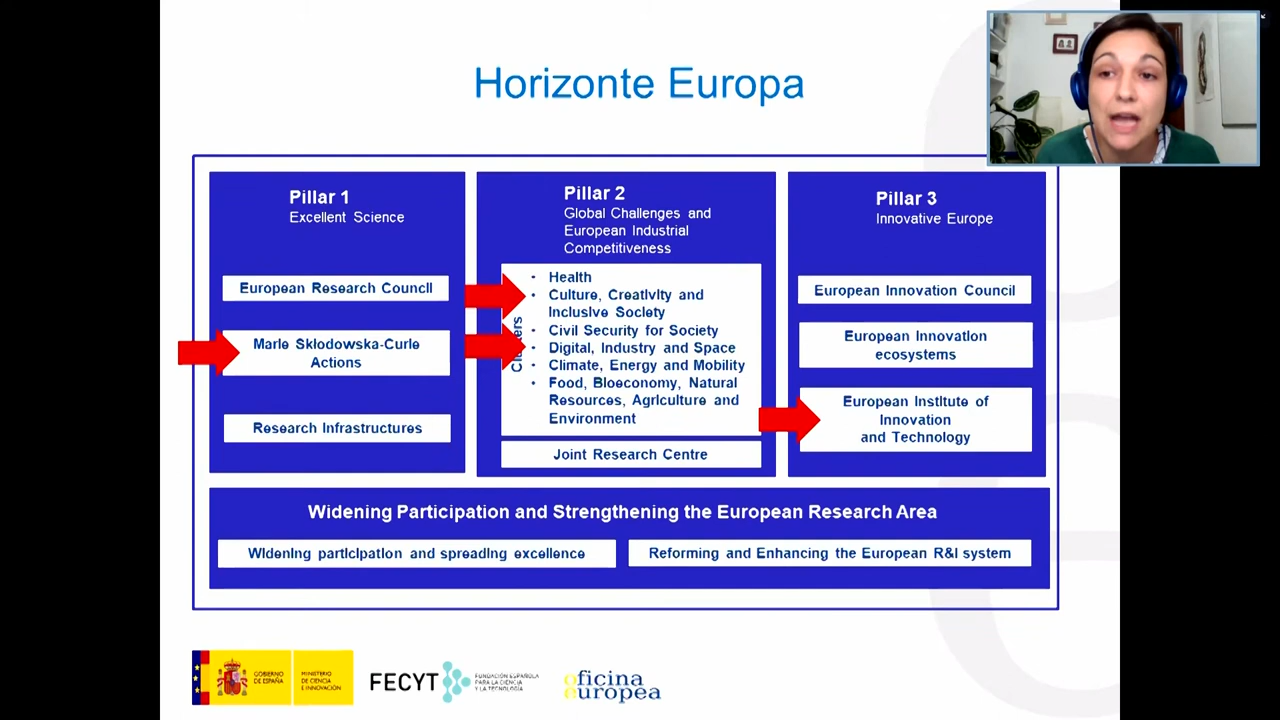 Horizonte Europa
Pillar 1
Excellent Science
European Research Council
Marie Skłodowska-Curie
Actions
Research Infrastructures
Pillar 2
Global Challenges and
European Industrial
Competitiveness
Clusters
• Health
• Culture, Creativity and
Inclusive Society
• Civil Security for Society
• Digital, Industry and Space
• Climate, Energy and Mobility
• Food, Bioeconomy, Natural
Resources, Agriculture and
Environment
Joint Research Centre
Pillar 3
Innovative Europe
European Innovation Council
European Innovation
ecosystems
European Institute of
Innovation
and Technology
Widening Participation and Strengthening the European Research Area
Widening participation and spreading excellence
Reforming and Enhancing the European R&I system
GOBIERNO
DE ESPAÑA
MINISTERIO
DE CIENCIA
E INNOVACIÓN
FECYT
FUNDACIÓN ESPAÑOLA
PARA LA CIENCIA
Y LA TECNOLOGÍA
oficina
europea